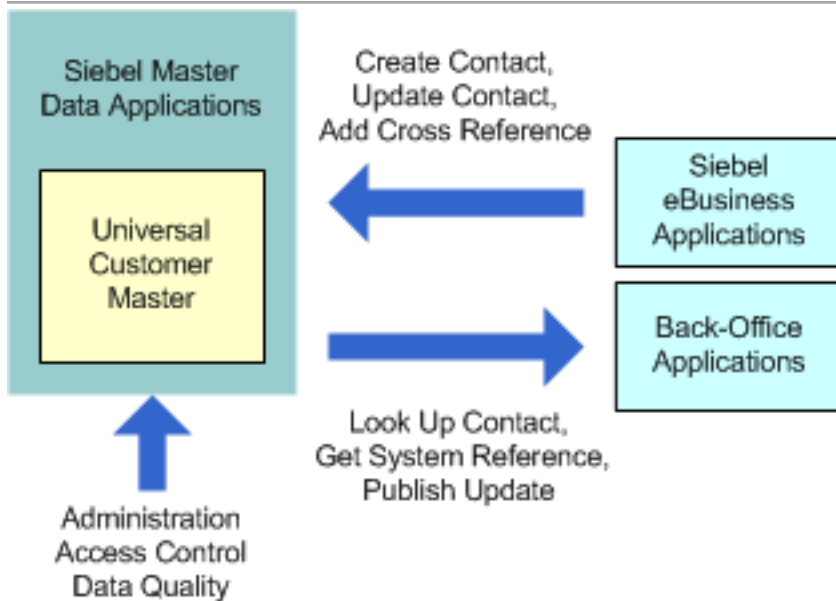 Siebel Master
Data Applications
Universal
Customer
Master
Create Contact,
Update Contact,
Add Cross Reference
Siebel
eBusiness
Applications
Back-Office
Applications
Look Up Contact,
Get System Reference,
Publish Update
Administration
Access Control
Data Quality